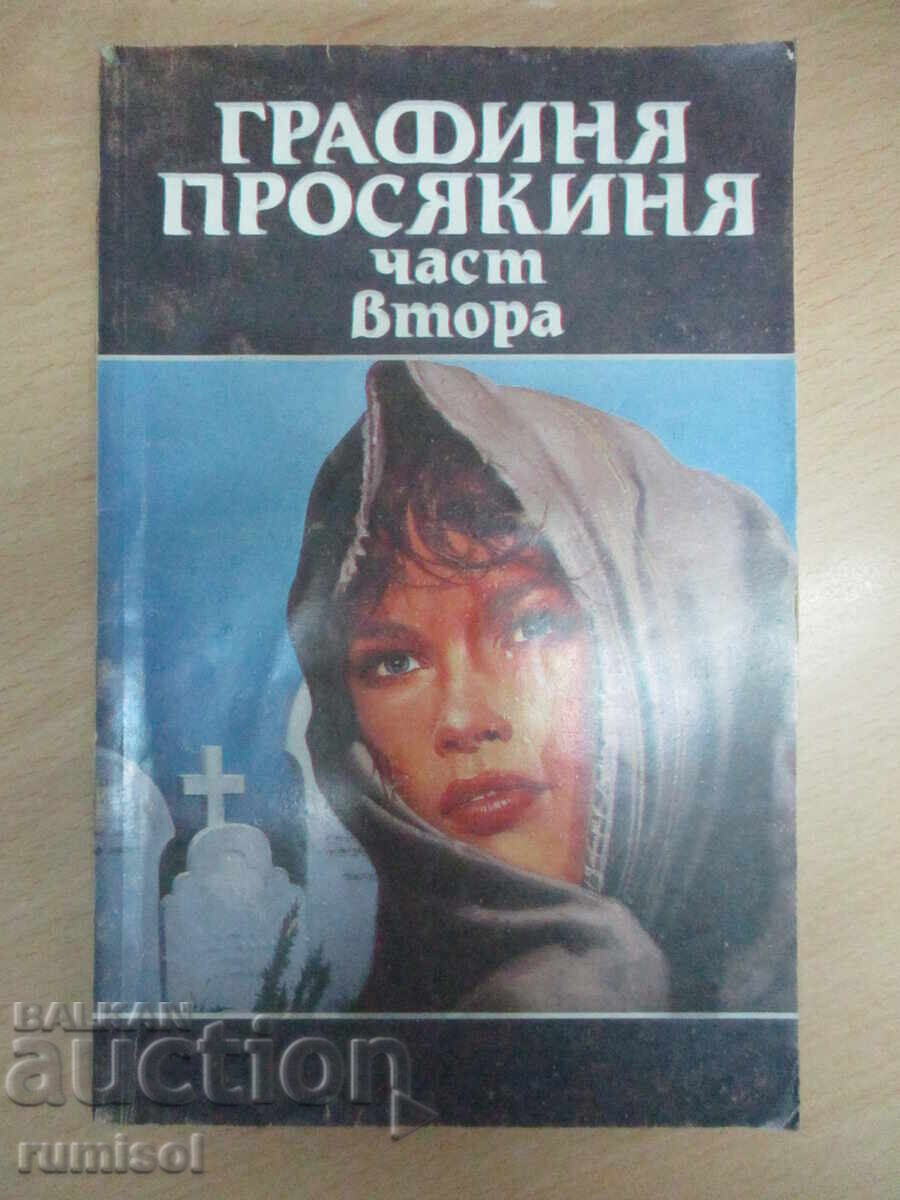 ГРАФИНЯ
ПРОСЯКИНЯ
част
втора
BALKAN
auction
rumisol